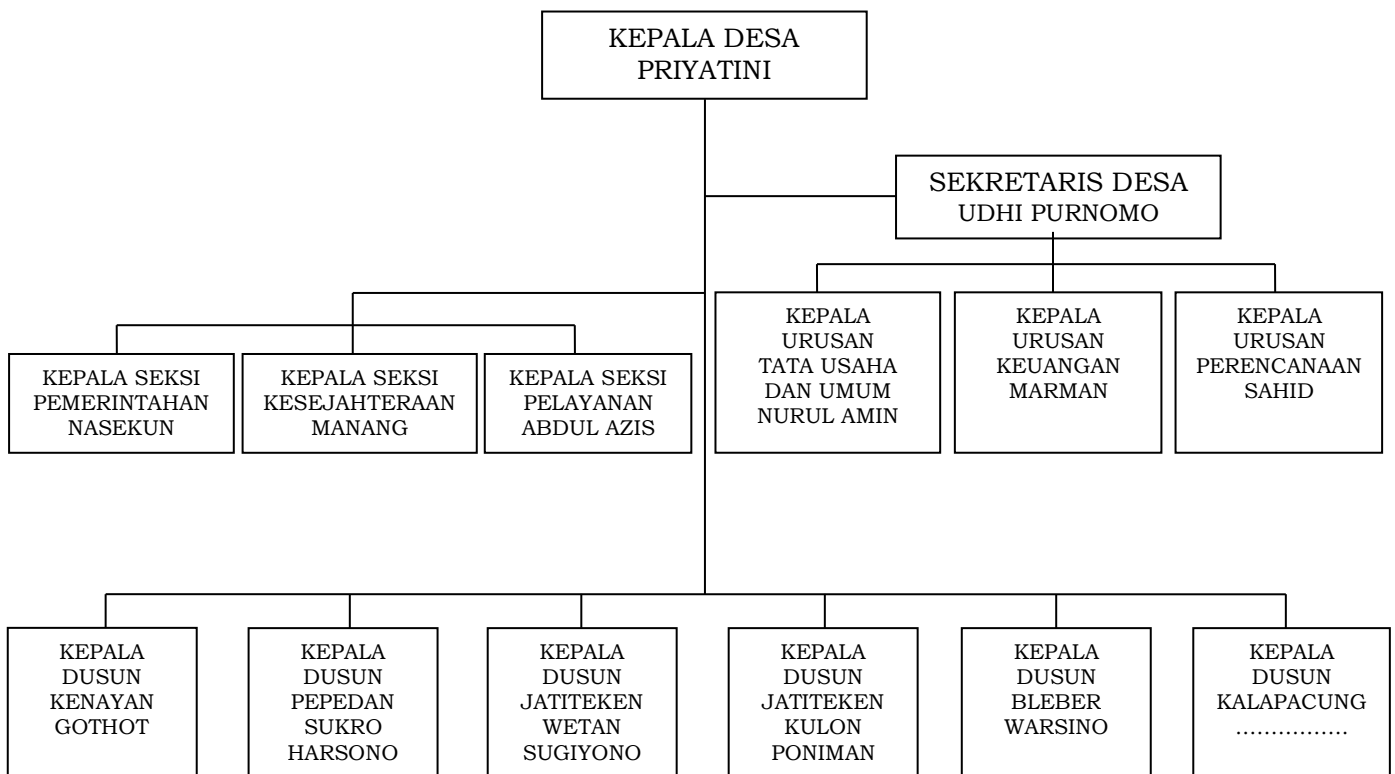 KEPALA DESA
PRIYATINI
SEKRETARIS DESA
UDHI PURNOMO
KEPALA
URUSAN
TATA USAHA
DAN UMUM
NURUL AMIN
KEPALA
URUSAN
KEUANGAN
MARMAN
KEPALA
URUSAN
PERENCANAAN
SAHID
KEPALA SEKSI
PEMERINTAHAN
NASEKUN
KEPALA SEKSI
KESEJAHTERAAN
MANANG
KEPALA SEKSI
PELAYANAN
ABDUL AZIS
KEPALA
DUSUN
KENAYAN
GOTHOT
KEPALA
DUSUN
PEPEDAN
SUKRO
HARSONO
KEPALA
DUSUN
JATITEKEN
WETAN
SUGIYONO
KEPALA
DUSUN
JATITEKEN
KULON
PONIMAN
KEPALA
DUSUN
BLEBER
WARSINO
KEPALA
DUSUN
KALAPACUNG
................